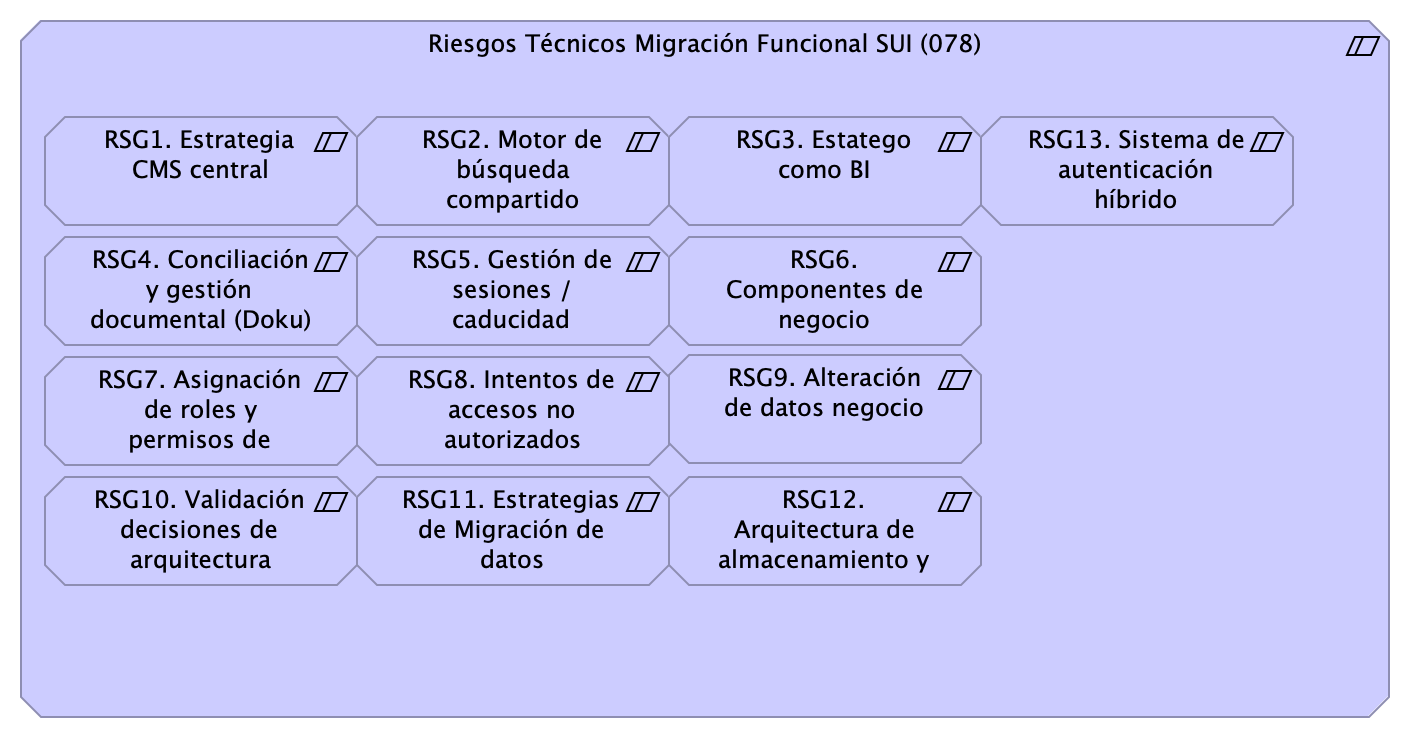 Riesgos Técnicos Migración Funcional SUI (078)
RSG1. Estrategia
CMS central
RSG2. Motor de
búsqueda
compartido
RSG3. Estatego
como BI
RSG13. Sistema de
autenticación
híbrido
RSG4. Conciliación
y gestión
documental (Doku)
RSG5. Gestión de
sesiones /
caducidad
RSG6.
Componentes de
negocio
RSG7. Asignación
de roles y
permisos de
RSG8. Intentos de
accesos no
autorizados
RSG9. Alteración
de datos negocio
RSG10. Validación
decisiones de
arquitectura
RSG11. Estrategias
de Migración de
datos
RSG12.
Arquitectura de
almacenamiento y